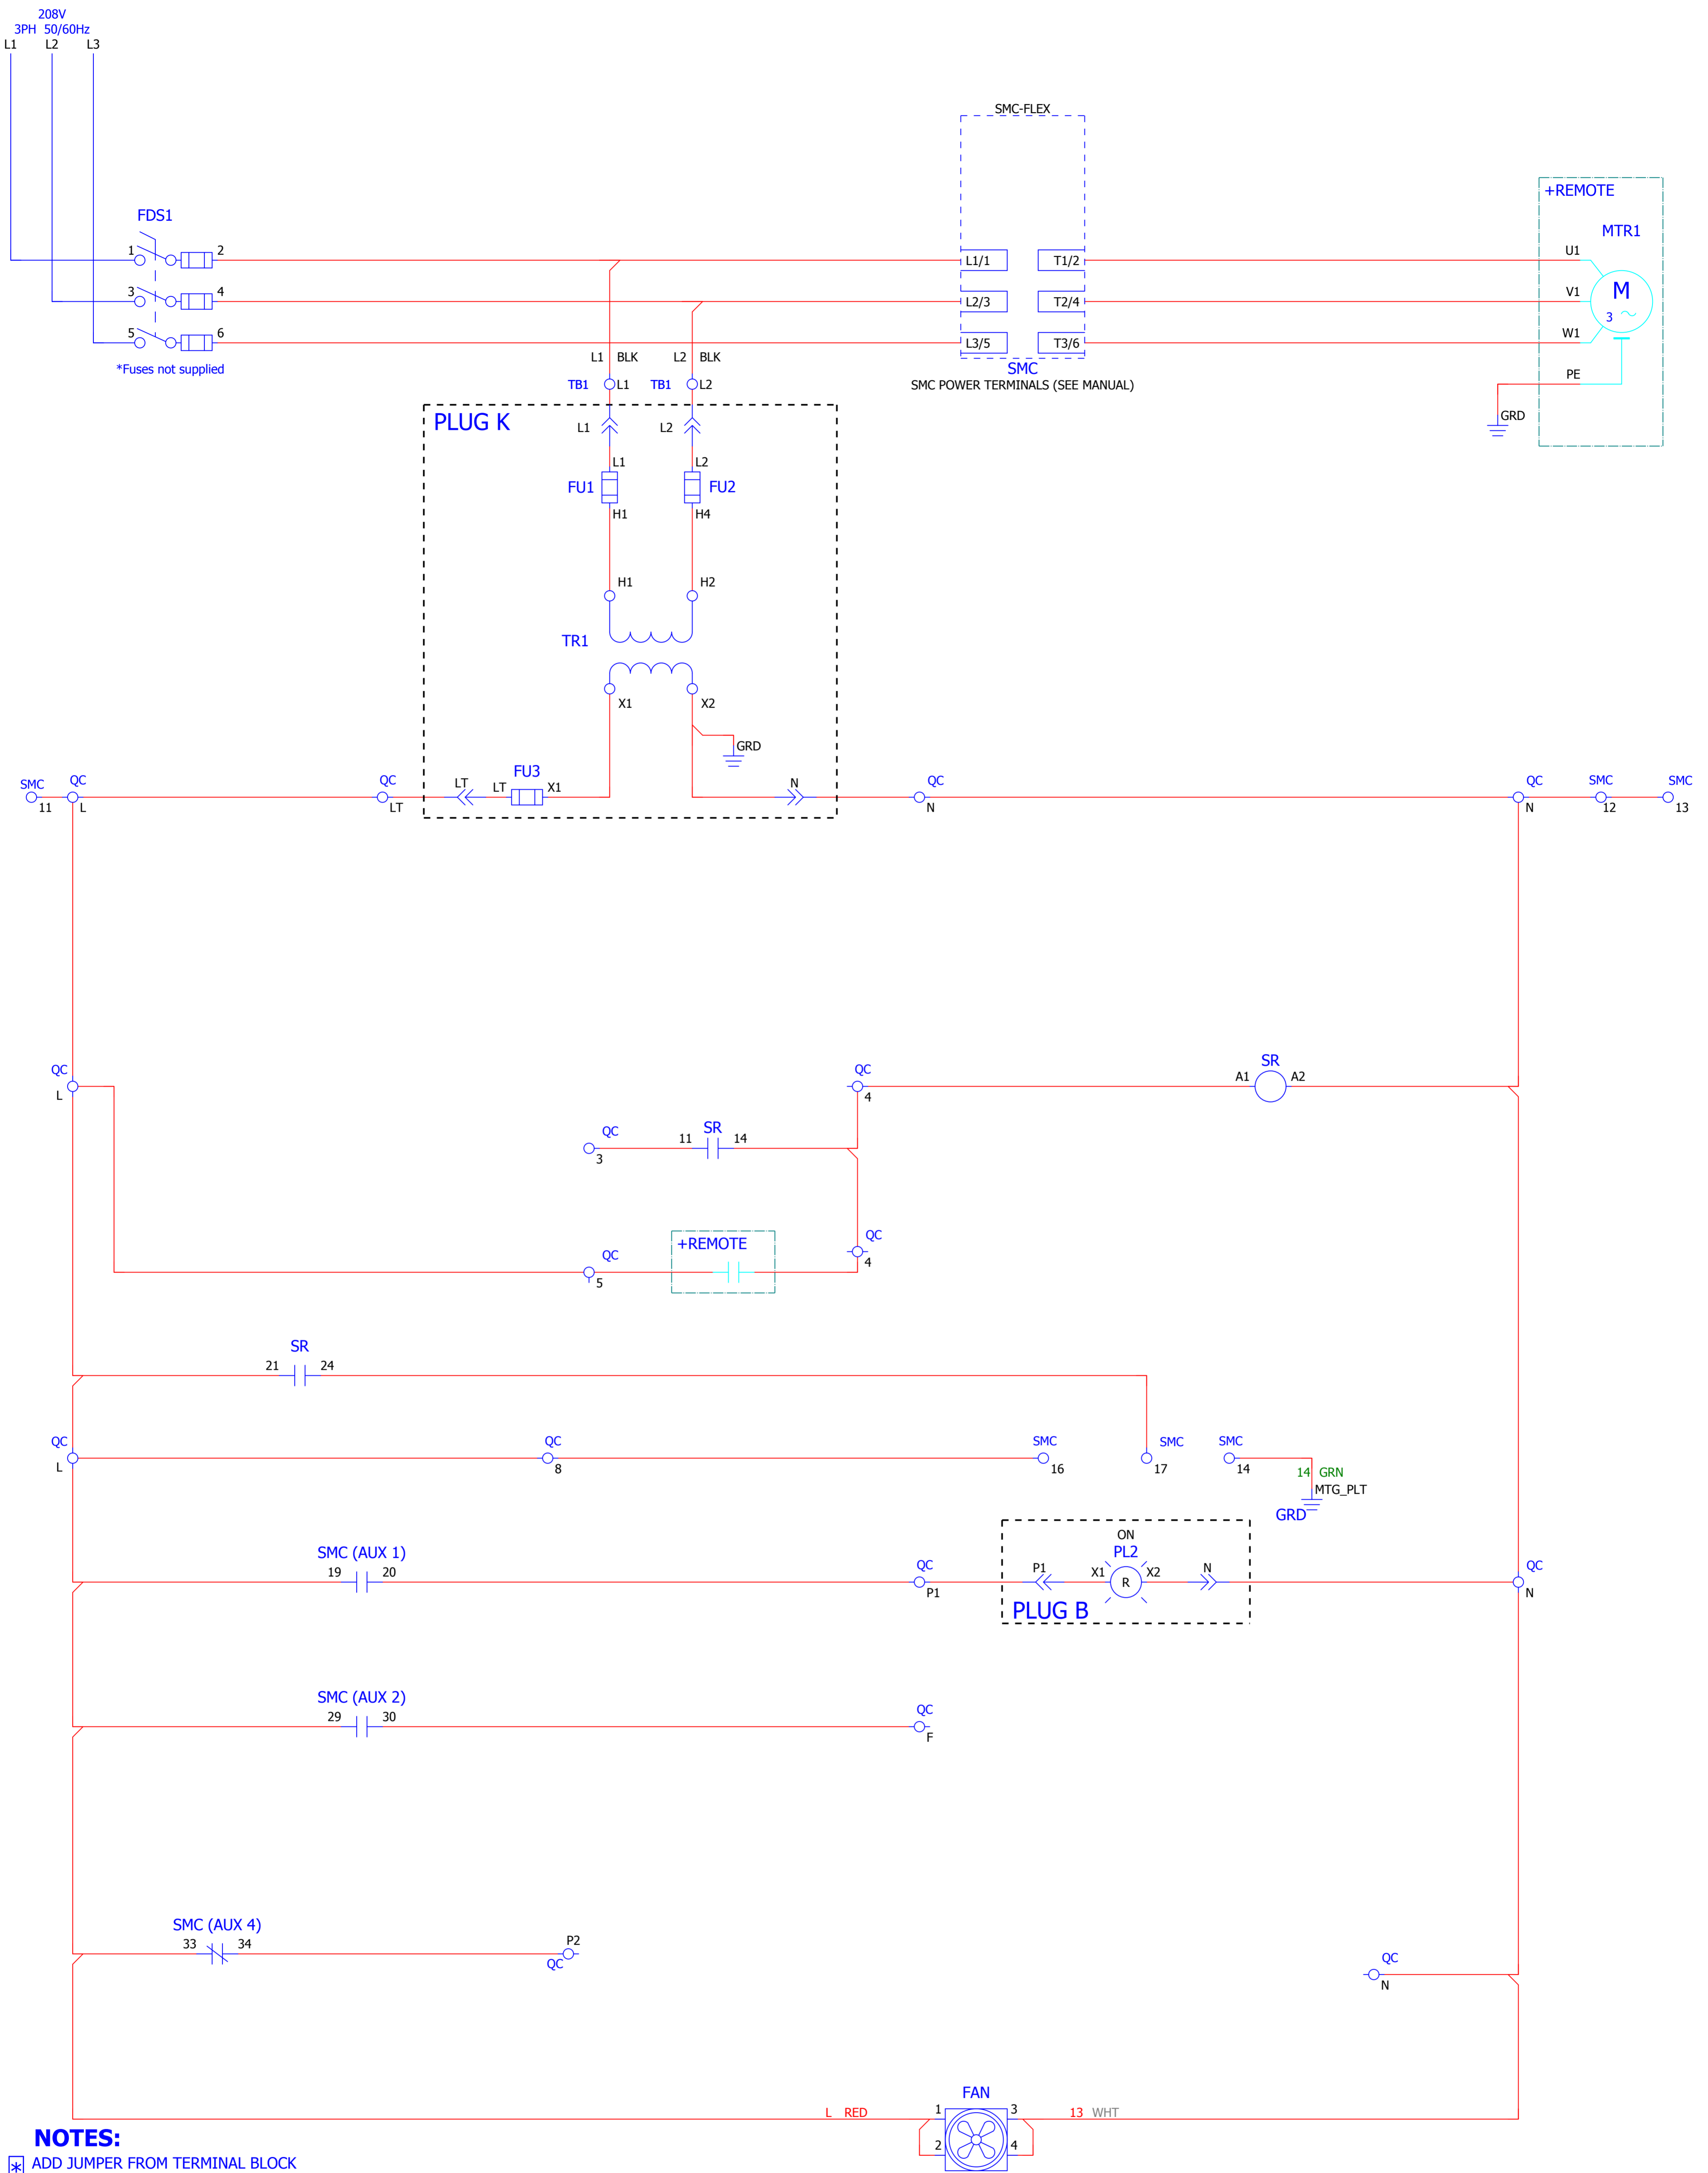 208V
3PH 50/60Hz
L1 L2 L3
SMC-FLEX
+REMOTE
FDS1
MTR1
1 2
L1/1 T1/2
U1
3 4
L2/3 T2/4
V1
M
3
5 6
L3/5 T3/6
W1
*Fuses not supplied
L1 BLK L2 BLK
SMC
SMC POWER TERMINALS (SEE MANUAL)
PE
TB1 L1 TB1 L2
GRD
PLUG K
L1 L2
L1 L2
FU1 FU2
H1 H4
H1 H2
TR1
X1 X2
GRD
FU3
SMC QC QC LT LT X1 N QC QC SMC SMC
11 L LT N N 12 13
QC QC SR
L 4 A1 A2
QC SR
3 11 14
+REMOTE
QC QC
5 4
SR
21 24
QC QC SMC SMC SMC
L 8 16 17 14
14 GRN
MTG_PLT
GRD
ON
SMC (AUX 1) PL2
19 20 QC P1 X1 R X2 N QC
P1 N
PLUG B
SMC (AUX 2)
29 30 QC
F
SMC (AUX 4)
33 34 P2
QC
QC
N
FAN
L RED 1 3 13 WHT
2 4
NOTES:
* ADD JUMPER FROM TERMINAL BLOCK